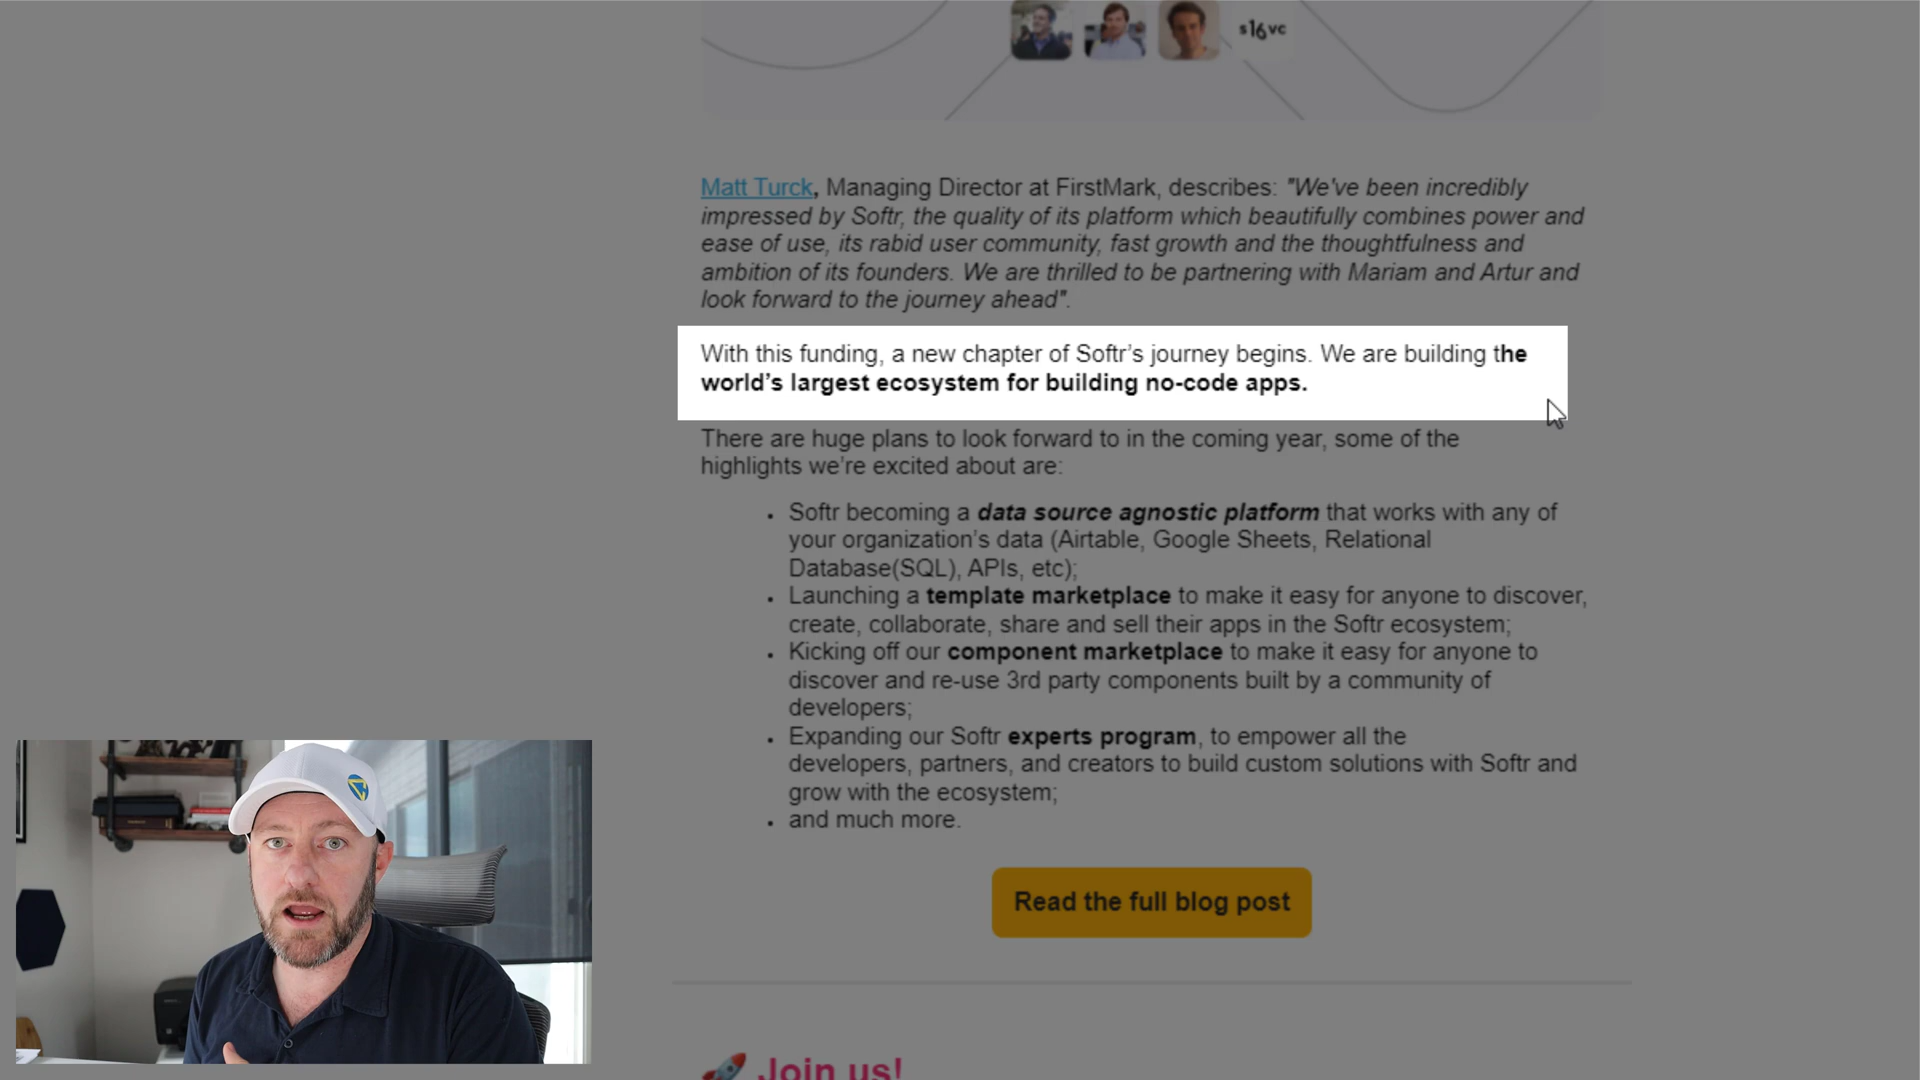 s16vc
Matt Turck, Managing Director at FirstMark, describes: "We've been incredibly
impressed by Softr, the quality of its platform which beautifully combines power and
ease of use, its rabid user community, fast growth and the thoughtfulness and
ambition of its founders. We are thrilled to be partnering with Mariam and Artur and
look forward to the journey ahead".
With this funding, a new chapter of Softr’s journey begins. We are building the
world’s largest ecosystem for building no-code apps.
There are huge plans to look forward to in the coming year, some of the
highlights we’re excited about are:
• Softr becoming a data source agnostic platform that works with any of
your organization’s data (Airtable, Google Sheets, Relational
Database(SQL), APIs, etc);
• Launching a template marketplace to make it easy for anyone to discover,
create, collaborate, share and sell their apps in the Softr ecosystem;
• Kicking off our component marketplace to make it easy for anyone to
discover and re-use 3rd party components built by a community of
developers;
• Expanding our Softr experts program, to empower all the
developers, partners, and creators to build custom solutions with Softr and
grow with the ecosystem;
• and much more.
Read the full blog post
🚀 Join us!